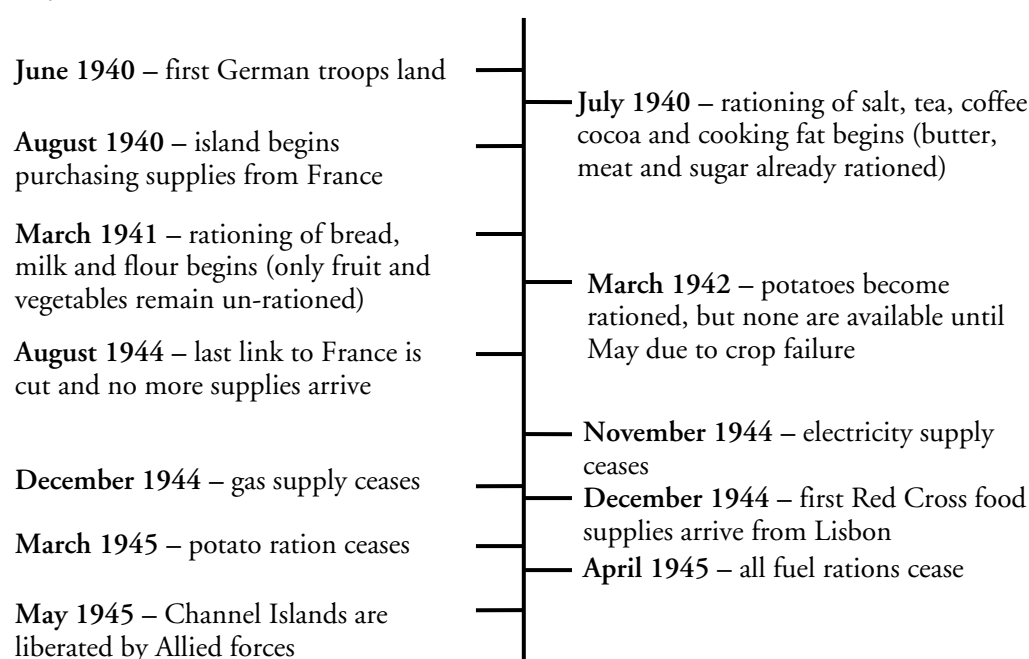 June 1940 – first German troops land
July 1940 – rationing of salt, tea, coffee
cocoa and cooking fat begins (butter,
meat and sugar already rationed)
August 1940 – island begins
purchasing supplies from France
March 1941 – rationing of bread,
milk and flour begins (only fruit and
vegetables remain un-rationed)
March 1942 – potatoes become
rationed, but none are available until
May due to crop failure
August 1944 – last link to France is
cut and no more supplies arrive
November 1944 – electricity supply
ceases
December 1944 – gas supply ceases
December 1944 – first Red Cross food
supplies arrive from Lisbon
March 1945 – potato ration ceases
April 1945 – all fuel rations cease
May 1945 – Channel Islands are
liberated by Allied forces